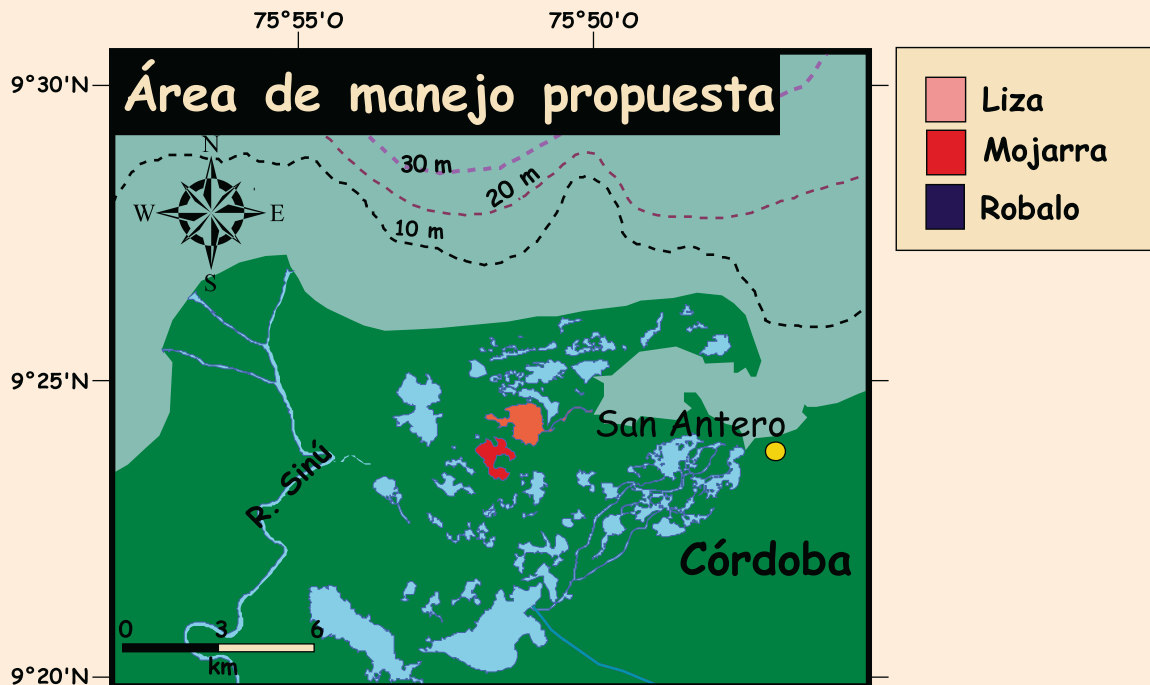 75°55'O 75°50'O
9°30'N
Área de manejo propuesta
Liza
Mojarra
Robalo
N
W E
S
30 m
20 m
10 m
9°25'N
San Antero
R. Sinú
Córdoba
0 3 6
km
9°20'N